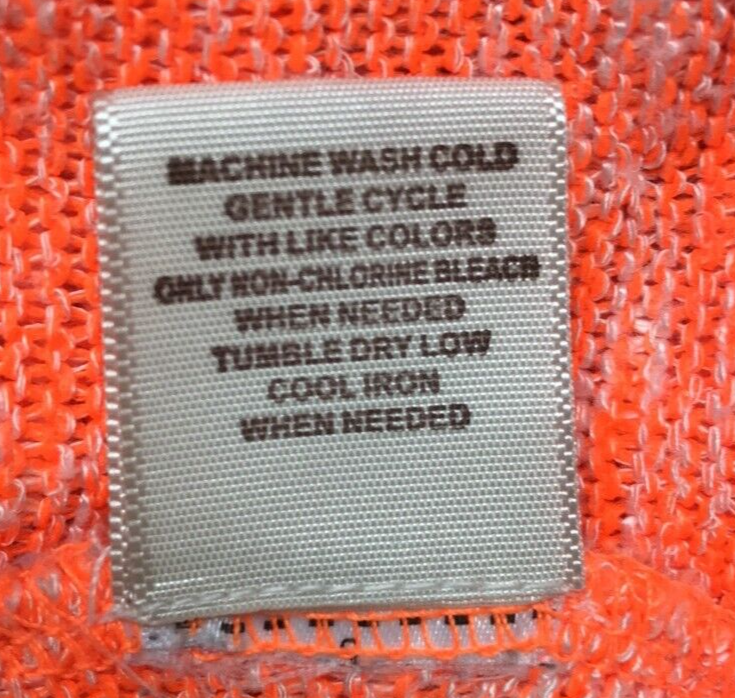 MACHINE WASH COLD
GENTLE CYCLE
WITH LIKE COLORS
ONLY NON-CHLORINE BLEACH
WHEN NEEDED
TUMBLE DRY LOW
COOL IRON
WHEN NEEDED